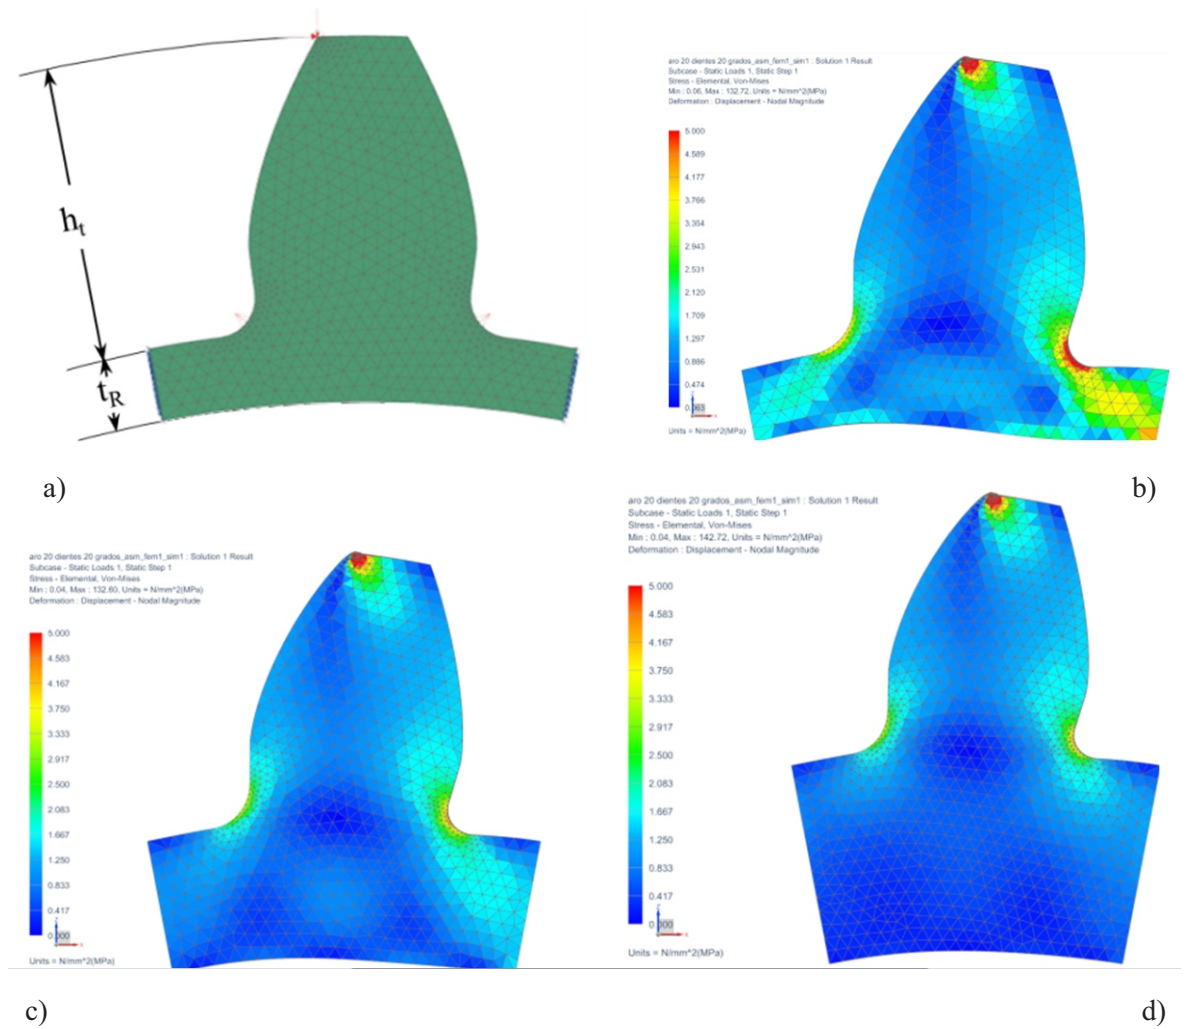 ht
tR
a)
aro 20 dientes 20 grados_asm_fem1_sim1 : Solution 1 Result
Subcase - Static Loads 1, Static Step 1
Stress - Elemental, Von-Mises
Min : 0.06, Max : 132.72, Units = N/mm^2(MPa)
Deformation : Displacement - Nodal Magnitude
5.000
4.589
4.177
3.766
3.354
2.943
2.531
2.120
1.709
1.297
0.886
0.474
0.063
Units = N/mm^2(MPa)
b)
aro 20 dientes 20 grados_asm_fem1_sim1 : Solution 1 Result
Subcase - Static Loads 1, Static Step 1
Stress - Elemental, Von-Mises
Min : 0.04, Max : 132.60, Units = N/mm^2(MPa)
Deformation : Displacement - Nodal Magnitude
5.000
4.583
4.167
3.750
3.333
2.917
2.500
2.083
1.667
1.250
0.833
0.417
0.000
Units = N/mm^2(MPa)
c)
aro 20 dientes 20 grados_asm_fem1_sim1 : Solution 1 Result
Subcase - Static Loads 1, Static Step 1
Stress - Elemental, Von-Mises
Min : 0.04, Max : 142.72, Units = N/mm^2(MPa)
Deformation : Displacement - Nodal Magnitude
5.000
4.583
4.167
3.750
3.333
2.917
2.500
2.083
1.667
1.250
0.833
0.417
0.000
Units = N/mm^2(MPa)
d)